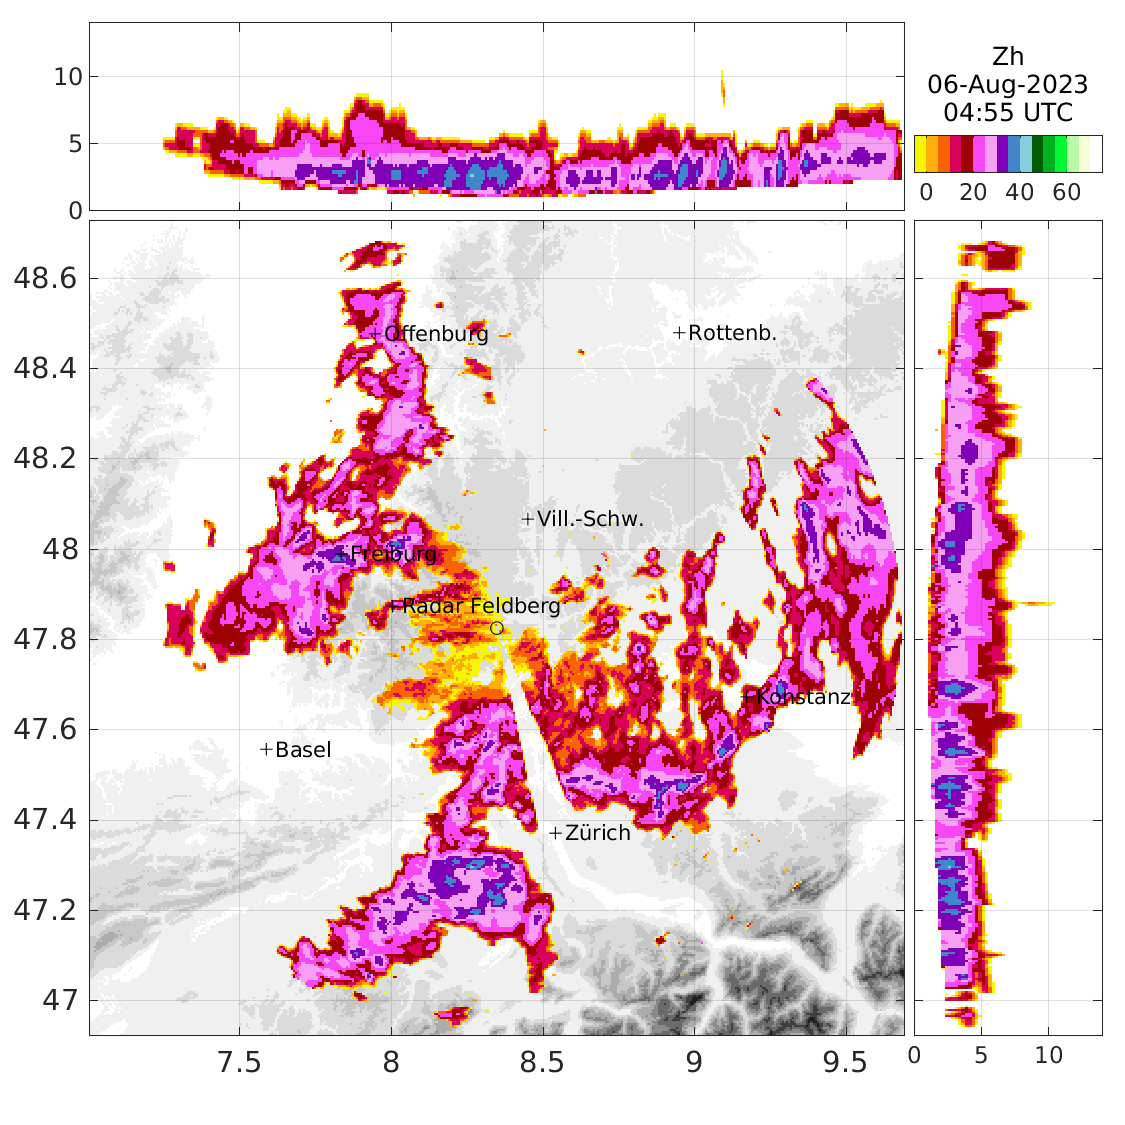 10
5
0
Zh
06-Aug-2023
04:55 UTC
0 20 40 60
48.6
48.4
48.2
48
47.8
47.6
47.4
47.2
47
+Offenburg
+Rottenb.
+Vill.-Schw.
+Freiburg
+Radar Feldberg
+Konstanz
+Basel
+Zürich
7.5 8 8.5 9 9.5
0 5 10